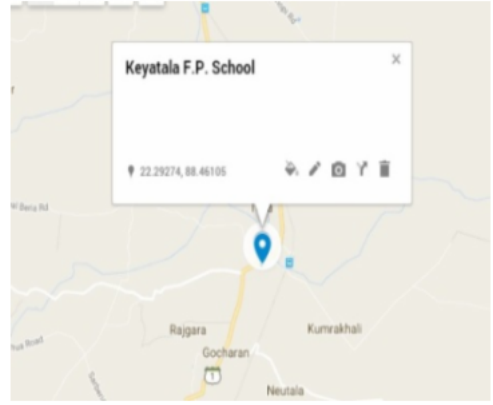 Keyatala F.P. School
22.29274, 88.46105
Rajgara
Kumrakhali
Gocharan
1
Neutala